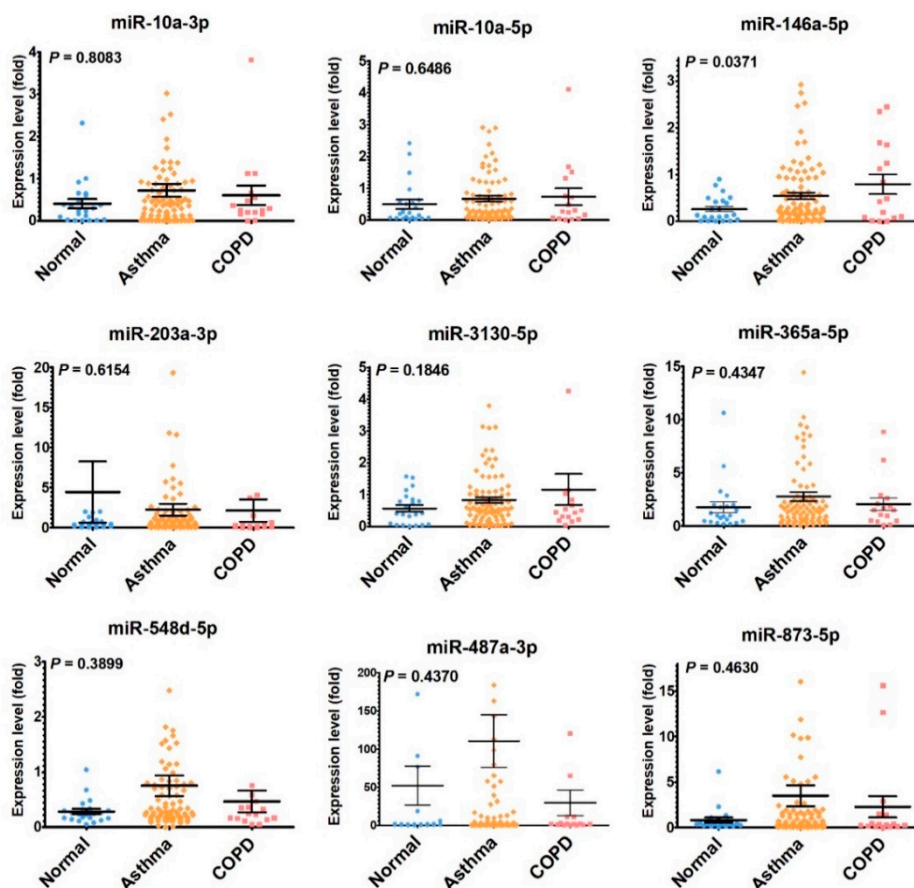 miR-10a-3p
P = 0.8083
Expression level (fold)
4
3
2
1
0
Normal
Asthma
COPD
miR-10a-5p
P = 0.6486
Expression level (fold)
5
4
3
2
1
0
Normal
Asthma
COPD
miR-146a-5p
P = 0.0371
Expression level (fold)
3
2
1
0
Normal
Asthma
COPD
miR-203a-3p
P = 0.6154
Expression level (fold)
20
15
10
5
0
Normal
Asthma
COPD
miR-3130-5p
P = 0.1846
Expression level (fold)
5
4
3
2
1
0
Normal
Asthma
COPD
miR-365a-5p
P = 0.4347
Expression level (fold)
15
10
5
0
Normal
Asthma
COPD
miR-548d-5p
P = 0.3899
Expression level (fold)
3
2
1
0
Normal
Asthma
COPD
miR-487a-3p
P = 0.4370
Expression level (fold)
200
150
100
50
0
Normal
Asthma
COPD
miR-873-5p
P = 0.4630
Expression level (fold)
15
10
5
0
Normal
Asthma
COPD